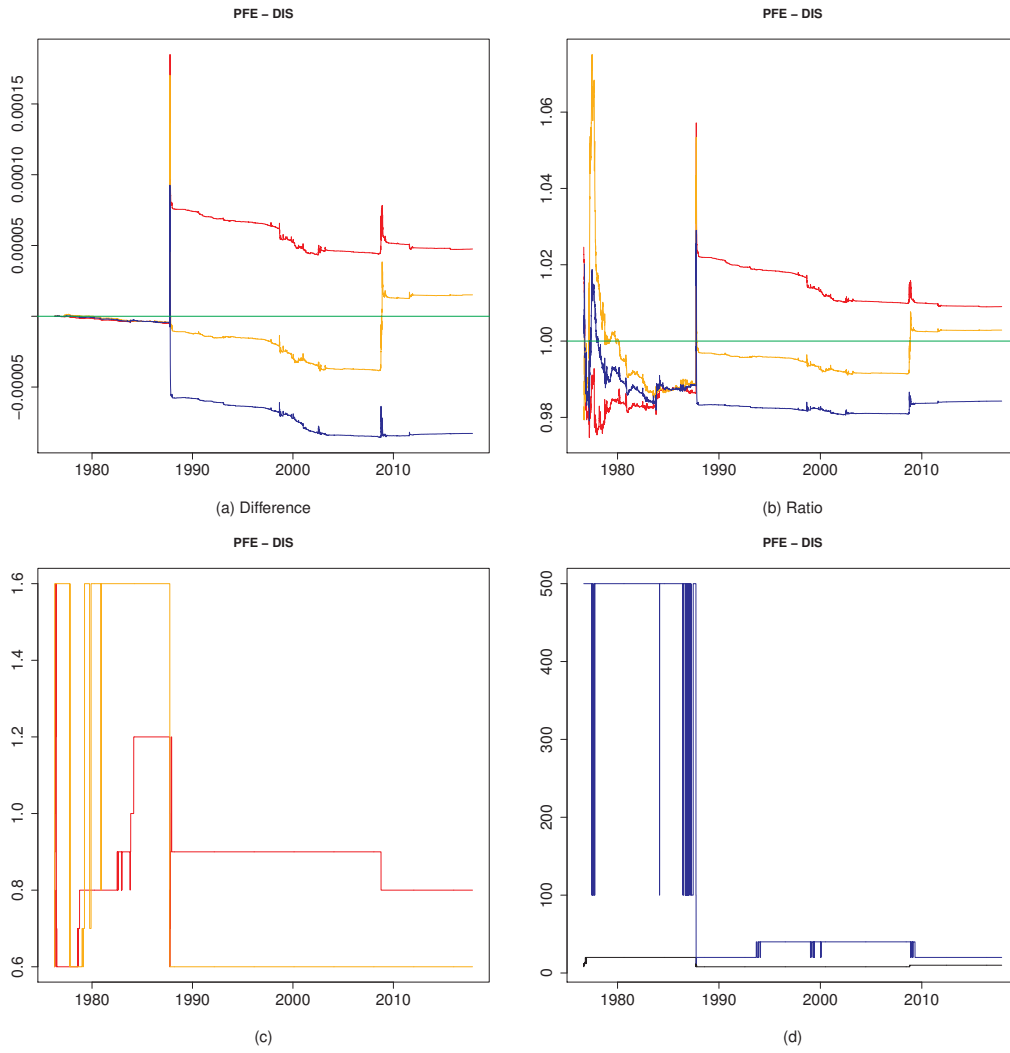 PFE − DIS
0.00015
0.00010
0.00005
−0.00005
1980 1990 2000 2010
(a) Difference
PFE − DIS
1.06
1.04
1.02
1.00
0.98
1980 1990 2000 2010
(b) Ratio
PFE − DIS
1.6
1.4
1.2
1.0
0.8
0.6
1980 1990 2000 2010
(c)
PFE − DIS
500
400
300
200
100
0
1980 1990 2000 2010
(d)